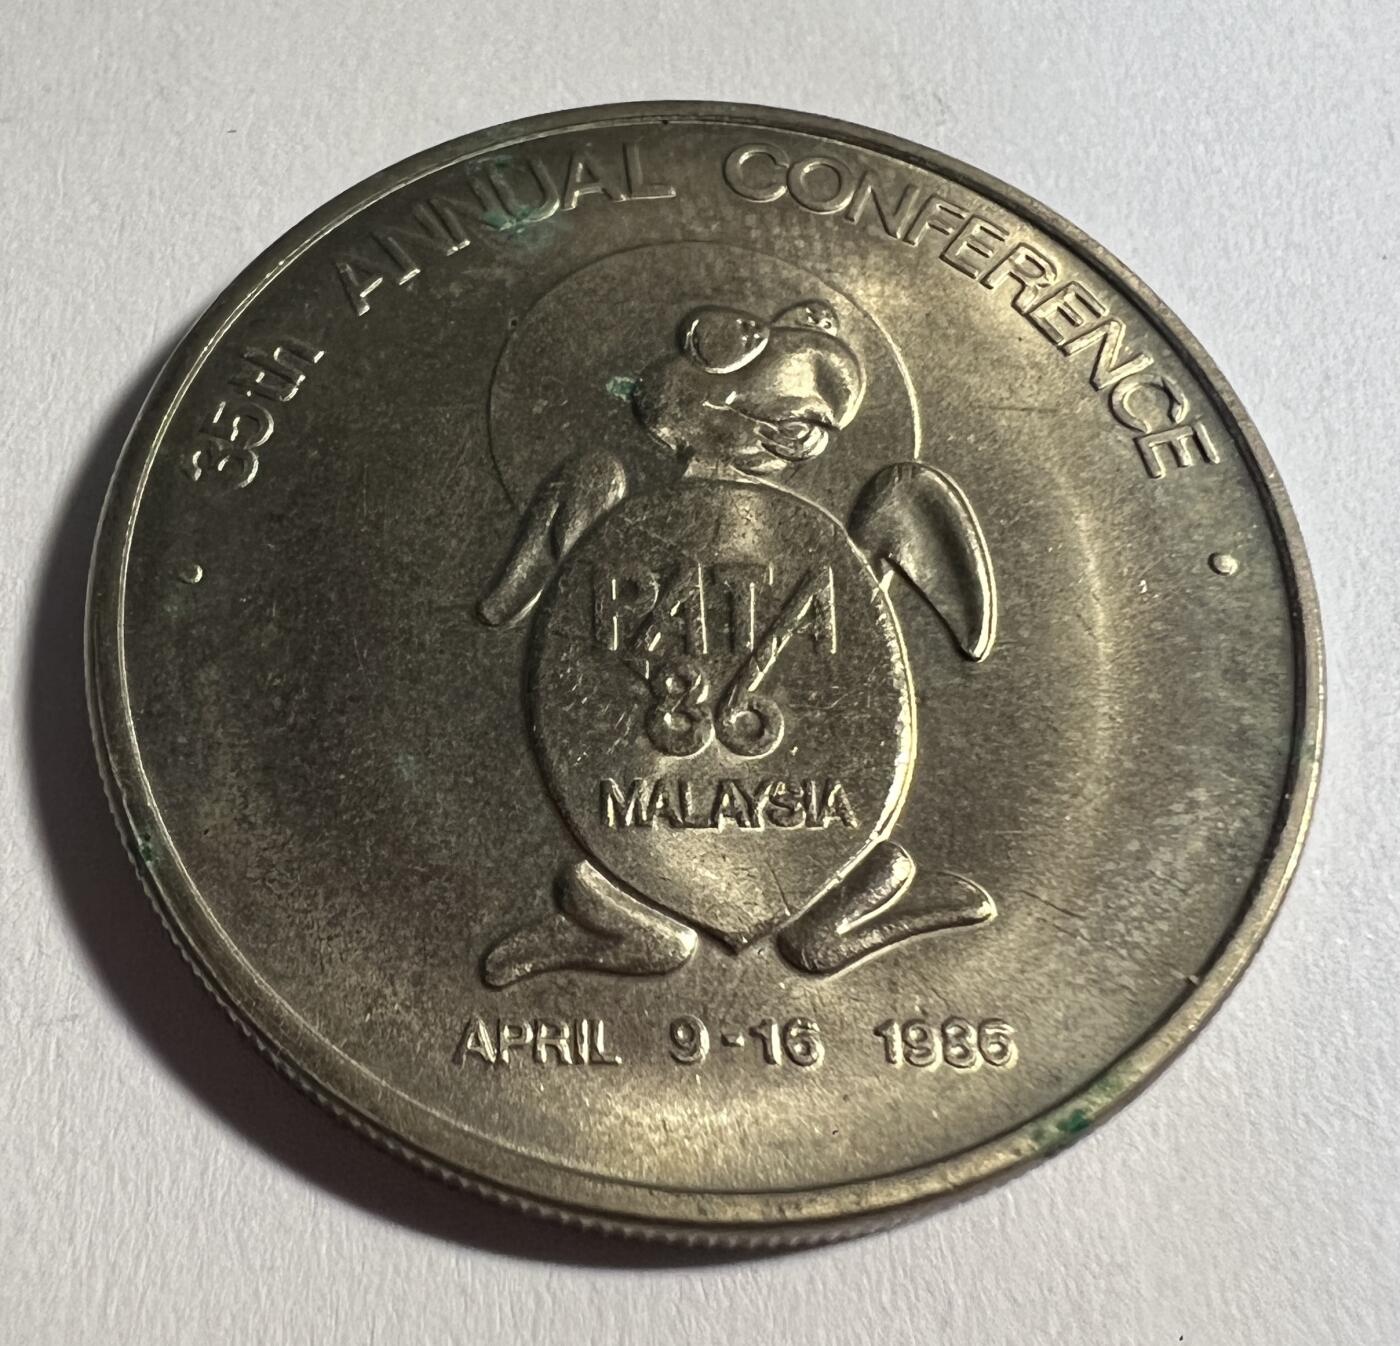 35th ANNUAL CONFERENCE
PATA
86
MALAYSIA
APRIL 9-16 1986